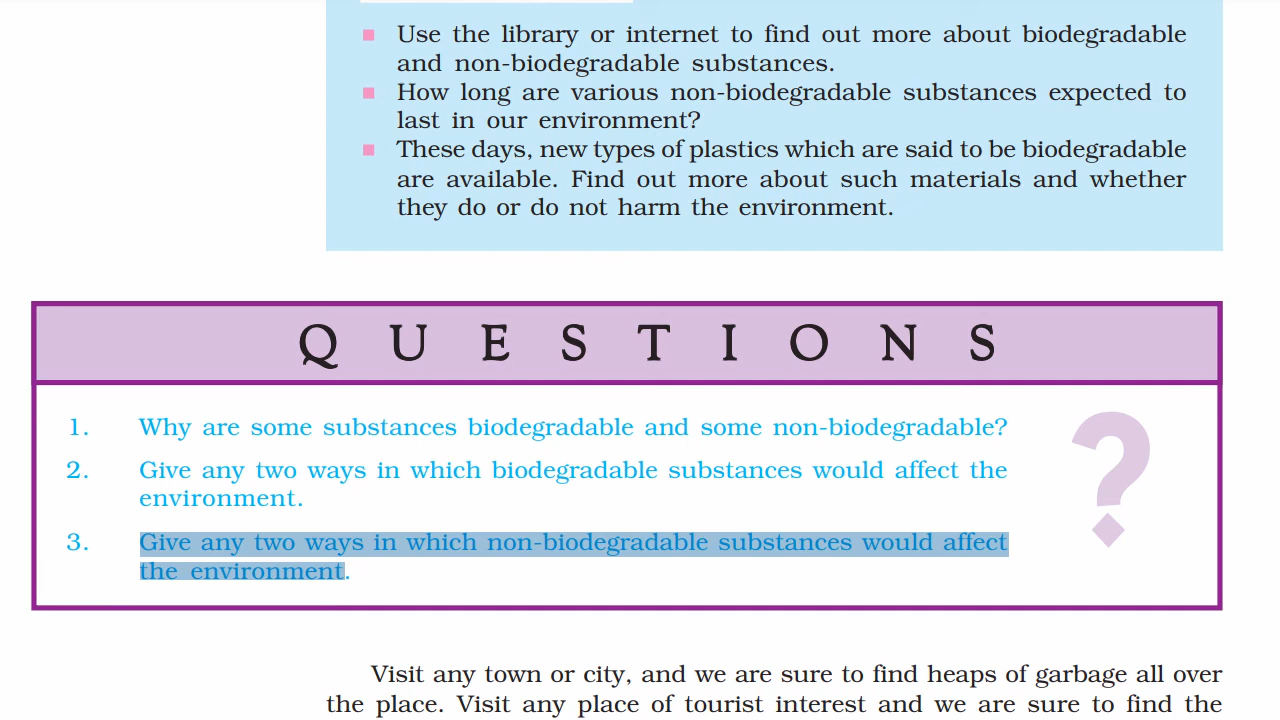 Use the library or internet to find out more about biodegradable
and non-biodegradable substances.
How long are various non-biodegradable substances expected to
last in our environment?
These days, new types of plastics which are said to be biodegradable
are available. Find out more about such materials and whether
they do or do not harm the environment.
QUESTIONS
1. Why are some substances biodegradable and some non-biodegradable?
2. Give any two ways in which biodegradable substances would affect the
environment.
3. Give any two ways in which non-biodegradable substances would affect
the environment.
?
Visit any town or city, and we are sure to find heaps of garbage all over
the place. Visit any place of tourist interest and we are sure to find the